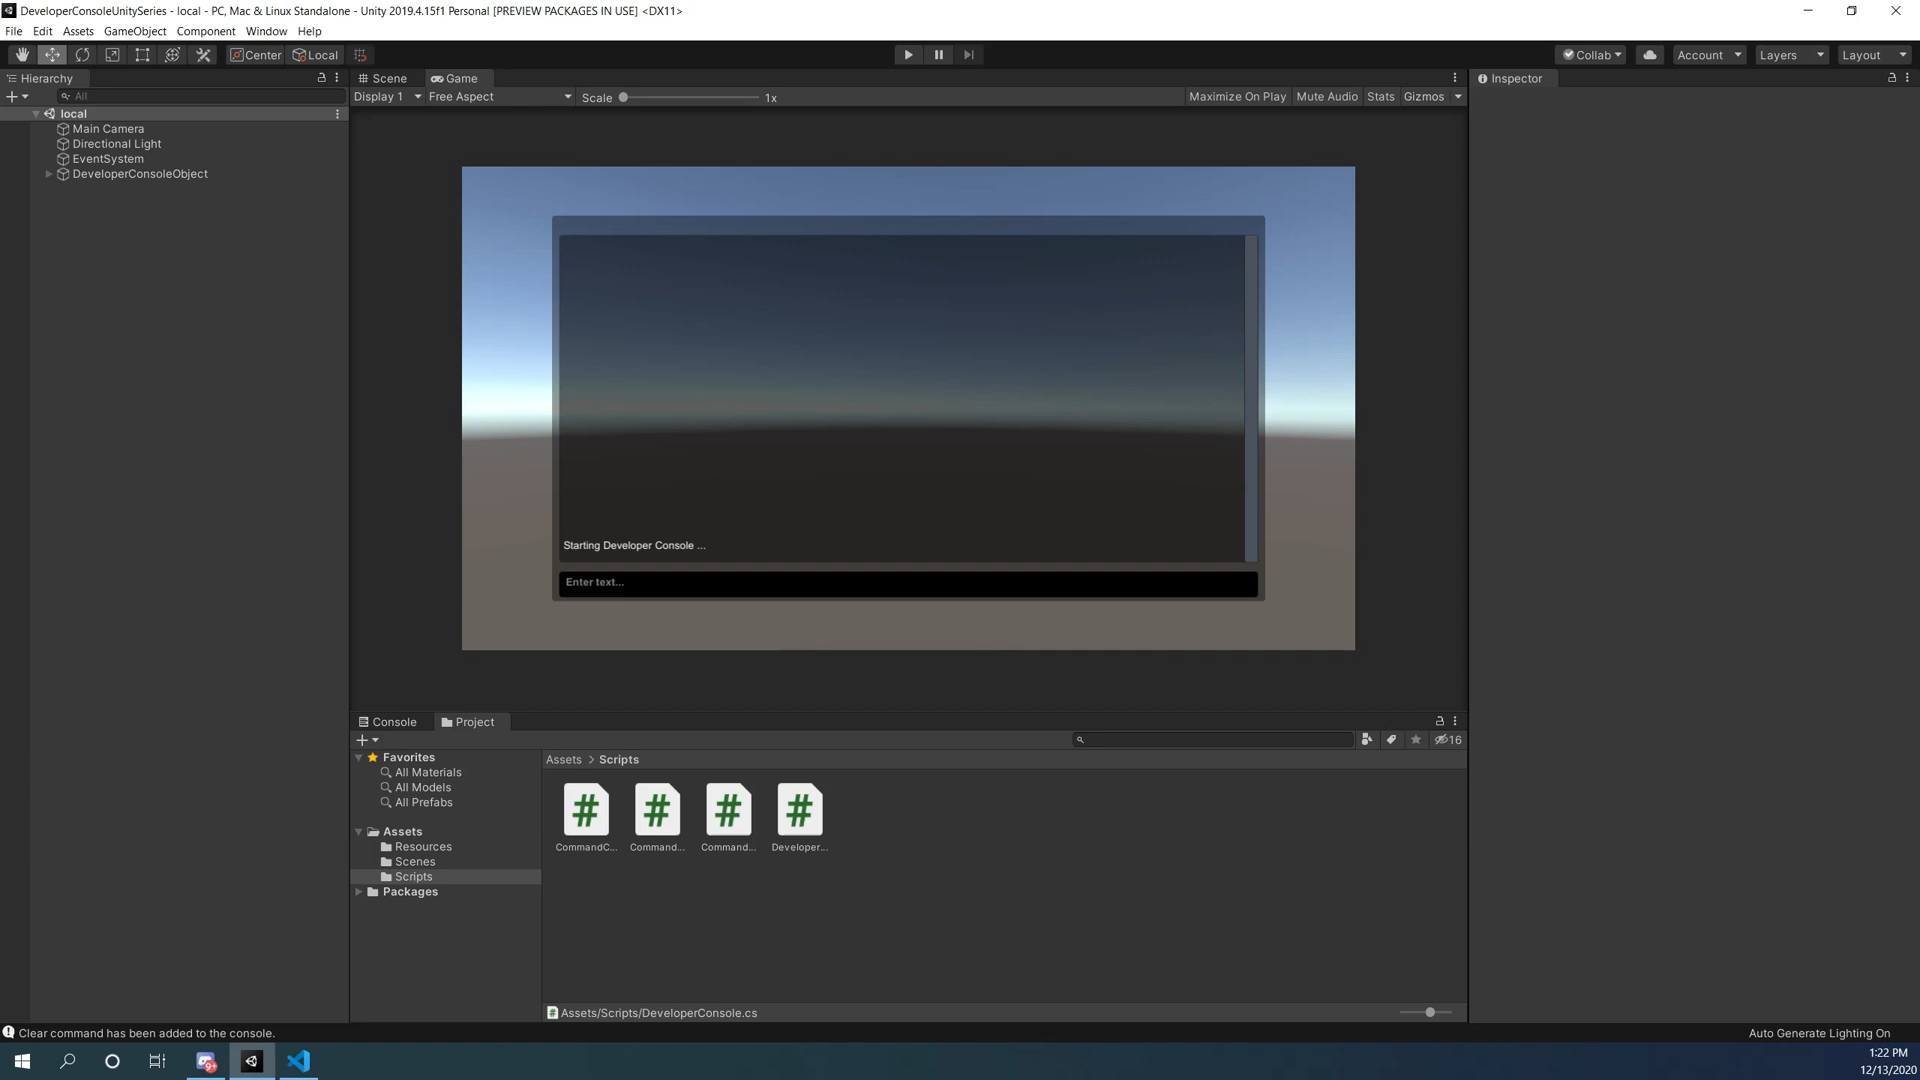 DeveloperConsoleUnitySeries - local - PC, Mac & Linux Standalone - Unity 2019.4.15f1 Personal [PREVIEW PACKAGES IN USE] <DX11>
File Edit Assets GameObject Component Window Help
Center Local Collab Account Layers Layout
Hierarchy Scene Game Inspector
All Display 1 Free Aspect Scale 1x Maximize On Play Mute Audio Stats Gizmos
local
Main Camera
Directional Light
EventSystem
DeveloperConsoleObject
Starting Developer Console ...
Enter text...
Console Project
16
Favorites
All Materials
All Models
All Prefabs
Assets
Resources
Scenes
Scripts
Packages
Assets > Scripts
CommandC... Command... Command... Developer...
Assets/Scripts/DeveloperConsole.cs
Clear command has been added to the console.
Auto Generate Lighting On
9+
1:22 PM
12/13/2020